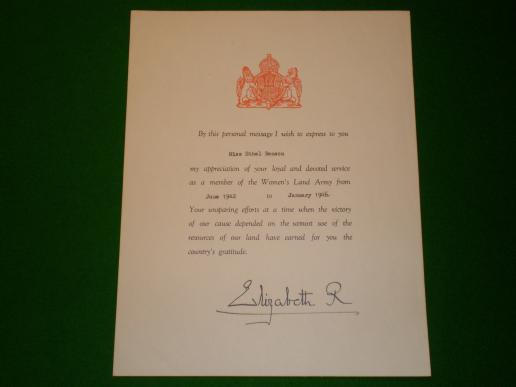 By this personal message I wish to express to you
Miss Ethel Benson
my appreciation of your loyal and devoted service
as a member of the Women's Land Army from
June 1942 to January 1946.
Your unsparing efforts at a time when the victory
of our cause depended on the utmost use of the
resources of our land have earned for you the
country's gratitude.
Elizabeth R